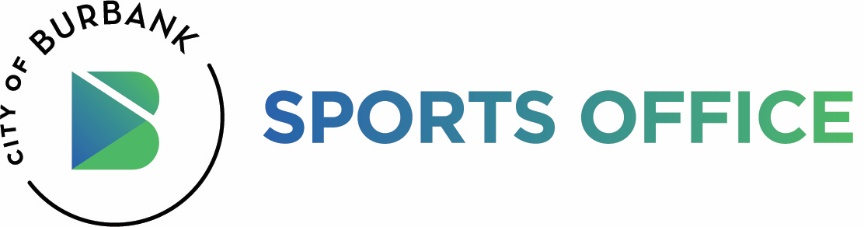 CITY OF BURBANK
B
SPORTS OFFICE